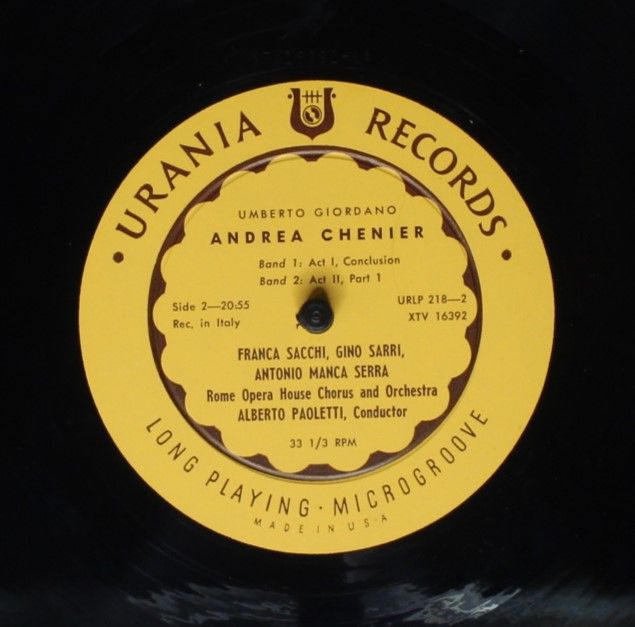 • URANIA RECORDS •
UMBERTO GIORDANO
ANDREA CHENIER
Band 1: Act I, Conclusion
Band 2: Act II, Part 1
Side 2—20:55
Rec. in Italy
URLP 218—2
XTV 16392
FRANCA SACCHI, GINO SARRI,
ANTONIO MANCA SERRA
Rome Opera House Chorus and Orchestra
ALBERTO PAOLETTI, Conductor
33 1/3 RPM
LONG PLAYING · MICROGROOVE
MADE IN U·S·A